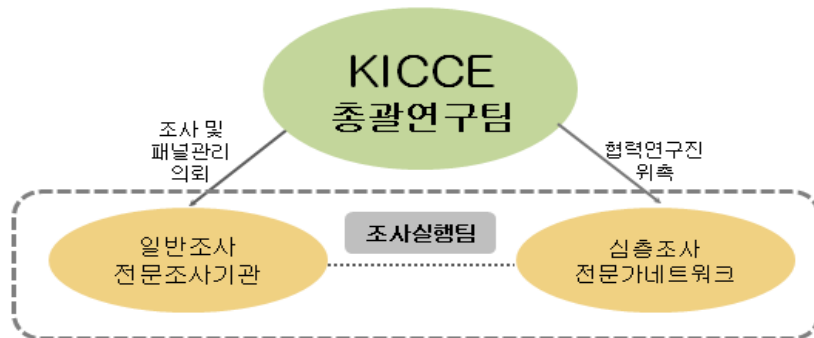 KICCE
총괄연구팀
조사 및
패널관리
의뢰
협력연구진
위촉
조사실행팀
일반조사
전문조사기관
심층조사
전문가네트워크